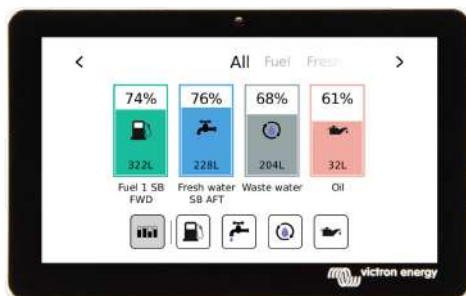 All Fuel Fresh
74% 76% 68% 61%
322L 228L 204L 32L
Fuel 1 SB Fresh water Waste water Oil
FWD SB AFT
victron energy